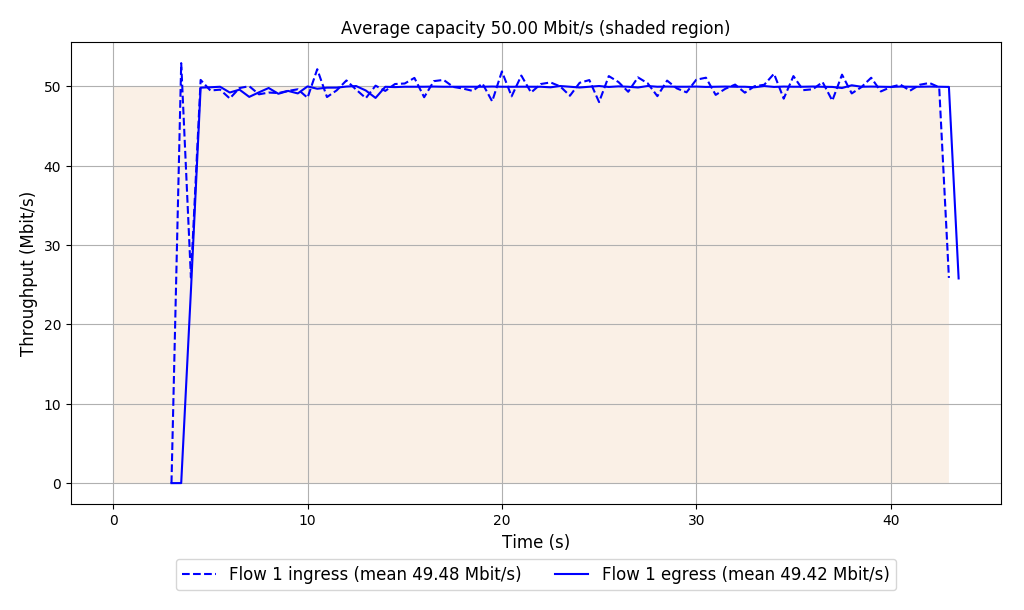 Average capacity 50.00 Mbit/s (shaded region)
Throughput (Mbit/s)
50
40
30
20
10
0
0 10 20 30 40
Time (s)
Flow 1 ingress (mean 49.48 Mbit/s) Flow 1 egress (mean 49.42 Mbit/s)